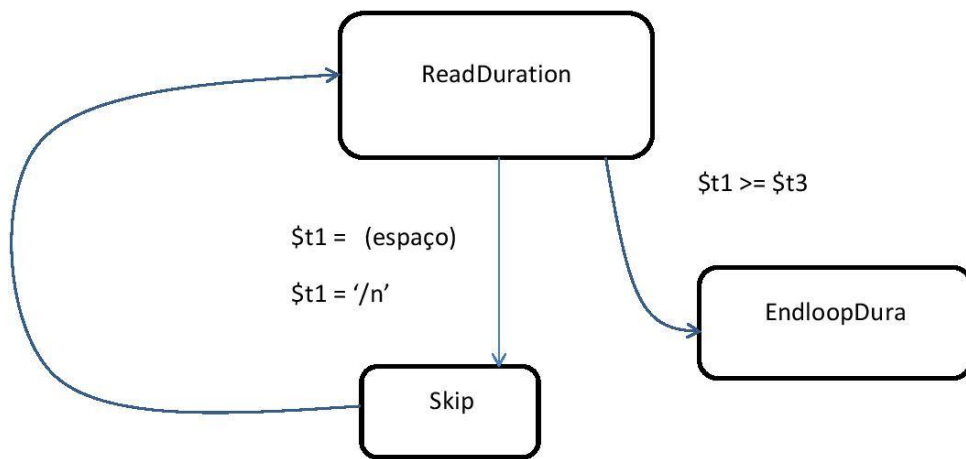 ReadDuration
$t1 >= $t3
$t1 =   (espaço)
$t1 = ‘/n’
EndloopDura
Skip